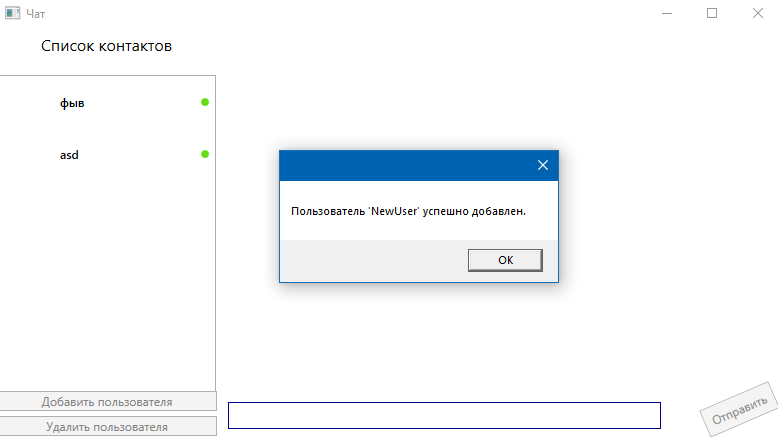 Чат
Список контактов
фыв
asd
Пользователь 'NewUser' успешно добавлен.
OK
Добавить пользователя
Удалить пользователя
Отправить